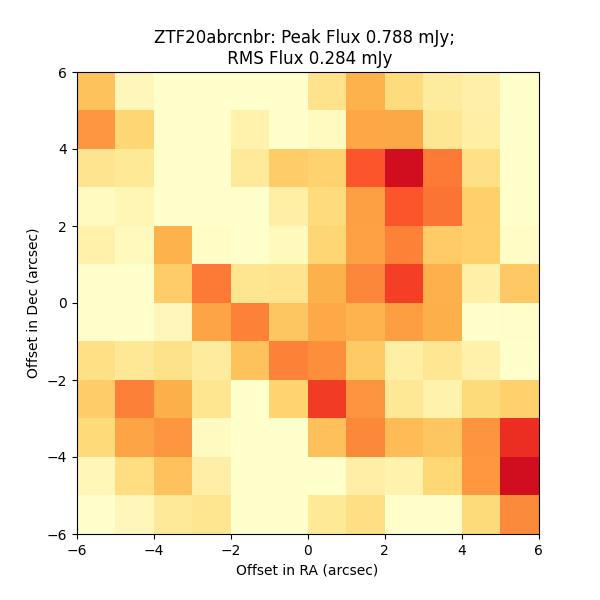 ZTF20abrcnbr: Peak Flux 0.788 mJy;
RMS Flux 0.284 mJy
6
4
2
0
−2
−4
−6
Offset in Dec (arcsec)
−6 −4 −2 0 2 4 6
Offset in RA (arcsec)